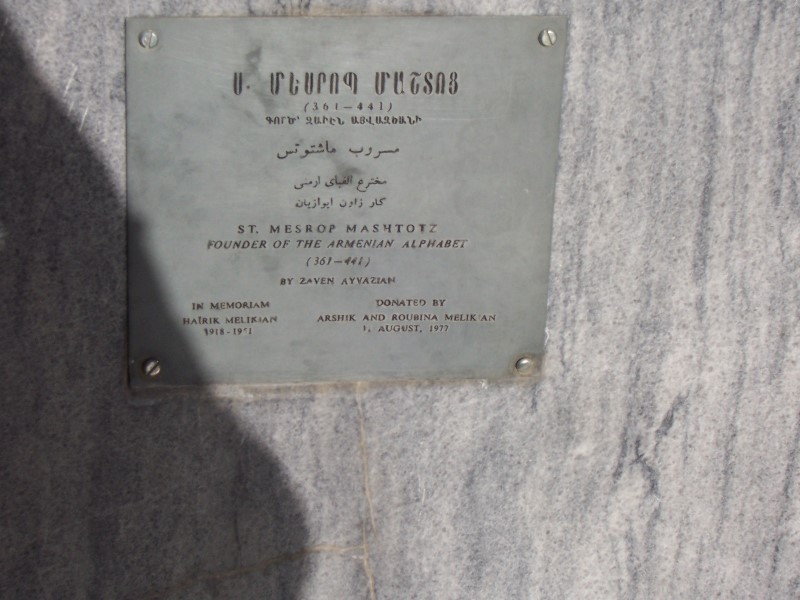 Ս. ՄԵՍՐՈՊ ՄԱՇՏՈՑ
(361–441)
ԳՈՐԾ՝ ԶԱՒԷՆ ԱՅՎԱԶԵԱՆԻ
مسروب ماشتوتس
مخترع الفبای ارمنی
کار زاون ایوازیان
ST. MESROP MASHTOTZ
FOUNDER OF THE ARMENIAN ALPHABET
(361–441)
BY ZAVEN AYVAZIAN
IN MEMORIAM
HAÏRIK MELIKIAN
DONATED BY
ARSHIK AND ROUBINA MELIKIAN
AUGUST, 1977